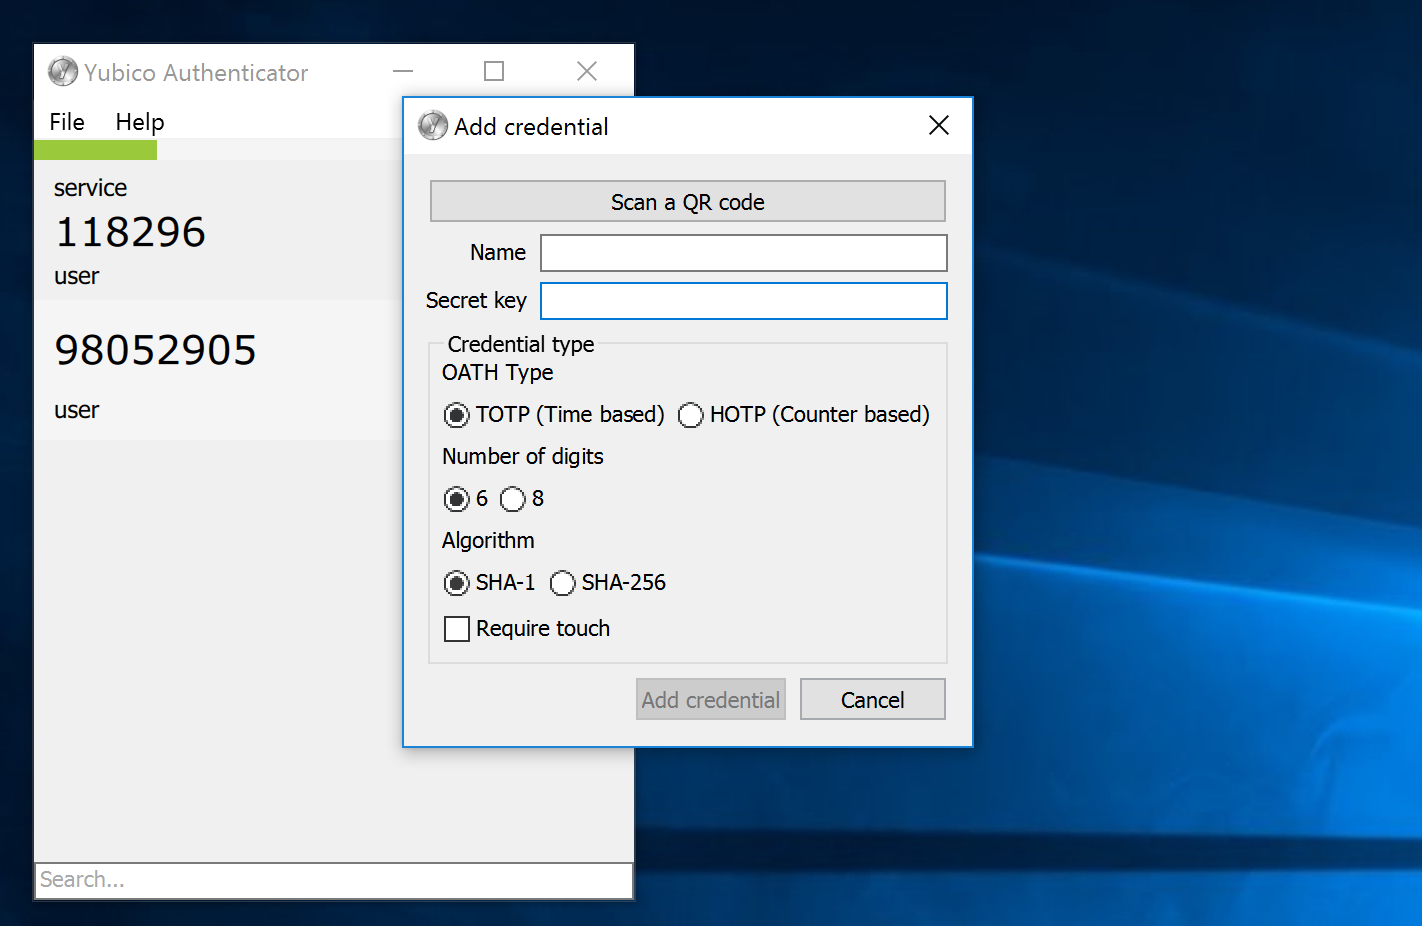 Yubico Authenticator
File Help
service
118296
user
98052905
user
Search...
Add credential
Scan a QR code
Name
Secret key
Credential type
OATH Type
TOTP (Time based) HOTP (Counter based)
Number of digits
6 8
Algorithm
SHA-1 SHA-256
Require touch
Add credential Cancel